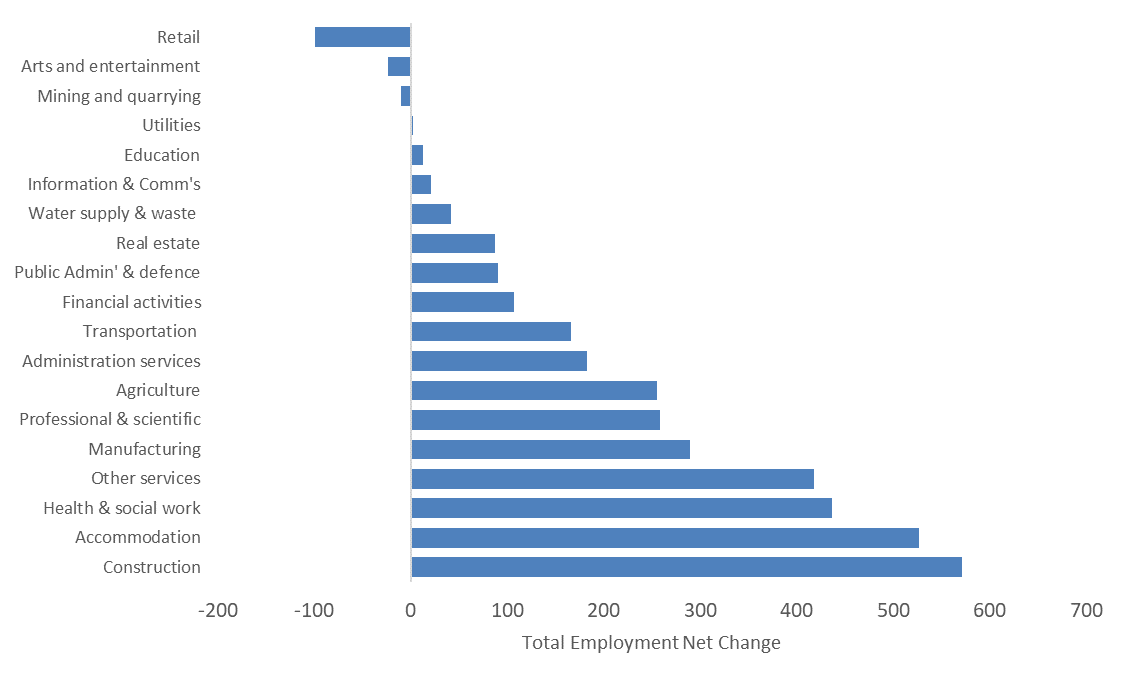 Retail
Arts and entertainment
Mining and quarrying
Utilities
Education
Information & Comm's
Water supply & waste
Real estate
Public Admin' & defence
Financial activities
Transportation
Administration services
Agriculture
Professional & scientific
Manufacturing
Other services
Health & social work
Accommodation
Construction
-200 -100 0 100 200 300 400 500 600 700
Total Employment Net Change